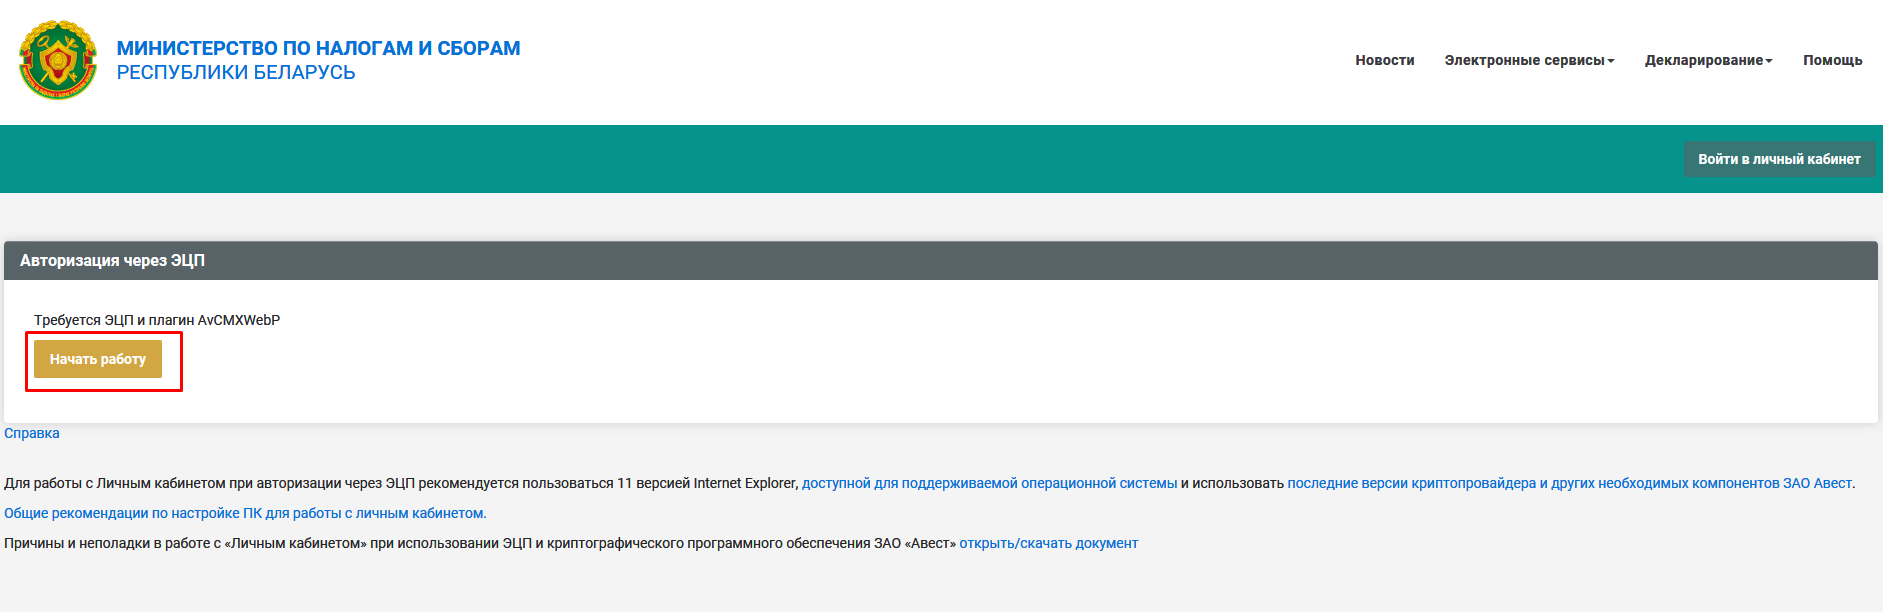 МИНИСТЕРСТВО ПО НАЛОГАМ И СБОРАМ
РЕСПУБЛИКИ БЕЛАРУСЬ
Новости Электронные сервисы Декларирование Помощь
Войти в личный кабинет
Авторизация через ЭЦП
Требуется ЭЦП и плагин AvCMXWebP
Начать работу
Справка
Для работы с Личным кабинетом при авторизации через ЭЦП рекомендуется пользоваться 11 версией Internet Explorer, доступной для поддерживаемой операционной системы и использовать последние версии криптопровайдера и других необходимых компонентов ЗАО Авест.
Общие рекомендации по настройке ПК для работы с личным кабинетом.
Причины и неполадки в работе с «Личным кабинетом» при использовании ЭЦП и криптографического программного обеспечения ЗАО «Авест» открыть/скачать документ